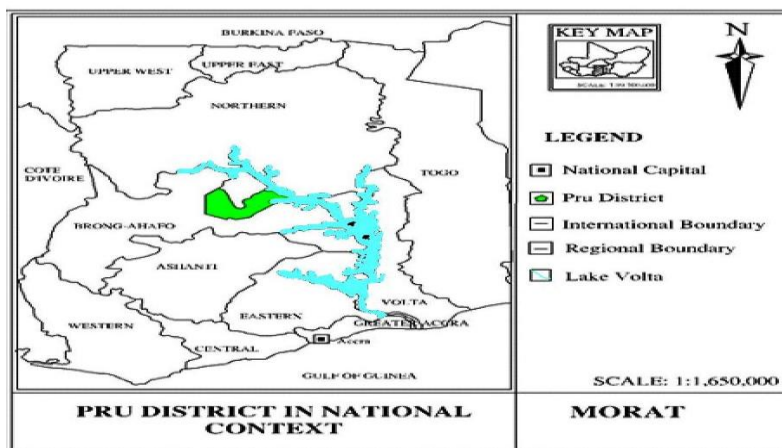 BURKINA FASO
UPPER WEST
UPPER EAST
NORTHERN
COTE
D'IVOIRE
TOGO
BRONG-AHAFO
ASHANTI
VOLTA
EASTERN
GREATER ACCRA
WESTERN
CENTRAL
Accra
GULF OF GUINEA
KEY MAP
N
LEGEND
National Capital
Pru District
International Boundary
Regional Boundary
Lake Volta
SCALE: 1:1,650,000
PRU DISTRICT IN NATIONAL
CONTEXT
MORAT